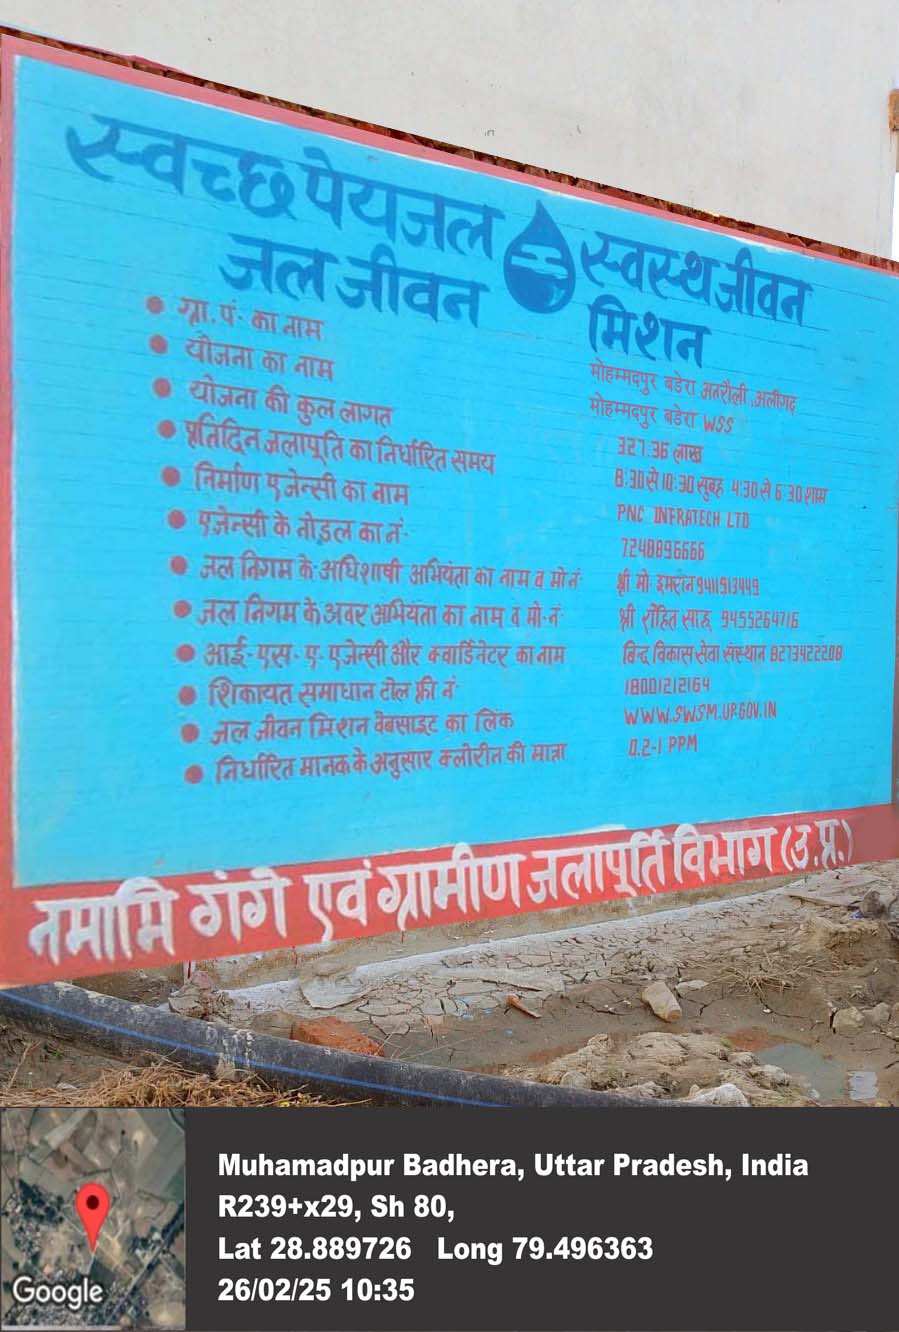 स्वच्छ पेयजल स्वस्थ जीवन
जल जीवन मिशन
ग्रा.पं. का नाम मोहम्मदपुर बडेरा अतरौली,अलीगढ़
यौजना का नाम मोहम्मदपुर बडेरा WSS
योजना की कुल लागत 327.36 लाख
प्रतिदिन जलापूर्ति का निर्धारित समय 8:30 से 10:30 सुबह 4:30 से 6:30 शाम
निर्माण एजेन्सी का नाम PNC INFRATECH LTD
एजेन्सी के नोडल का नं. 7248896666
जल निगम के अधिशाषी अभियंता का नाम व मो नं. श्री मो. इमरान 9411913449
जल निगम के अवर अभियंता का नाम व मो.नं श्री रोहित साहू 9455264716
आई.एस.ए. एजेन्सी और क्वार्डिनेटर का नाम बिन्द विकास सेवा संस्थान 8273422208
शिकायत समाधान टोल फ्री नं. 18001212164
जल जीवन मिशन वेबसाइट का लिंक WWW.SWSM.UP.GOV.IN
निर्धारित मानक के अनुसार क्लोरीन की मात्रा 0.2-1 PPM
नमामि गंगे एवं ग्रामीण जलापूर्ति विभाग (उ.प्र.)
Google
Muhamadpur Badhera, Uttar Pradesh, India
R239+x29, Sh 80,
Lat 28.889726 Long 79.496363
26/02/25 10:35